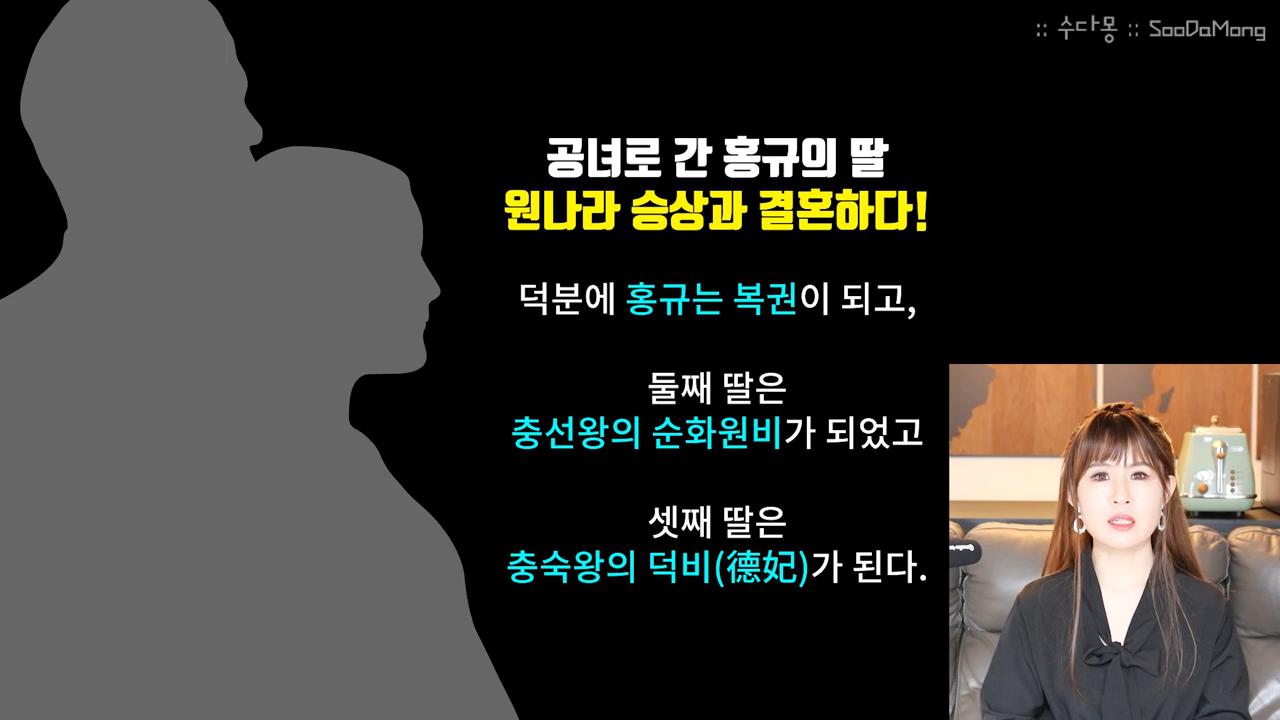 :: 수다몽 :: SooDaMong
공녀로 간 홍규의 딸
원나라 승상과 결혼하다!
덕분에 홍규는 복권이 되고,
둘째 딸은
충선왕의 순화원비가 되었고
셋째 딸은
충숙왕의 덕비(德妃)가 된다.